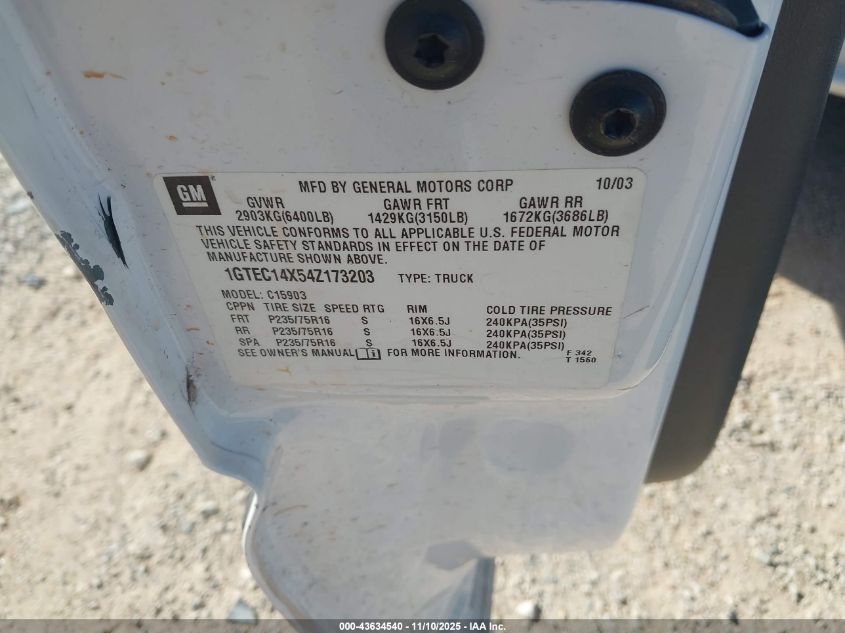 GM
MFD BY GENERAL MOTORS CORP 10/03
GVWR GAWR FRT GAWR RR
2903KG(6400LB) 1429KG(3150LB) 1672KG(3686LB)
THIS VEHICLE CONFORMS TO ALL APPLICABLE U.S. FEDERAL MOTOR
VEHICLE SAFETY STANDARDS IN EFFECT ON THE DATE OF
MANUFACTURE SHOWN ABOVE.
1GTEC14X54Z173203 TYPE: TRUCK
MODEL: C15903
CPPN TIRE SIZE SPEED RTG RIM COLD TIRE PRESSURE
FRT P235/75R16 S 16X6.5J 240KPA(35PSI)
RR P235/75R16 S 16X6.5J 240KPA(35PSI)
SPA P235/75R16 S 16X6.5J 240KPA(35PSI)
SEE OWNER'S MANUAL FOR MORE INFORMATION.
F 342
T 1560
000-43634540 - 11/10/2025 - IAA Inc.